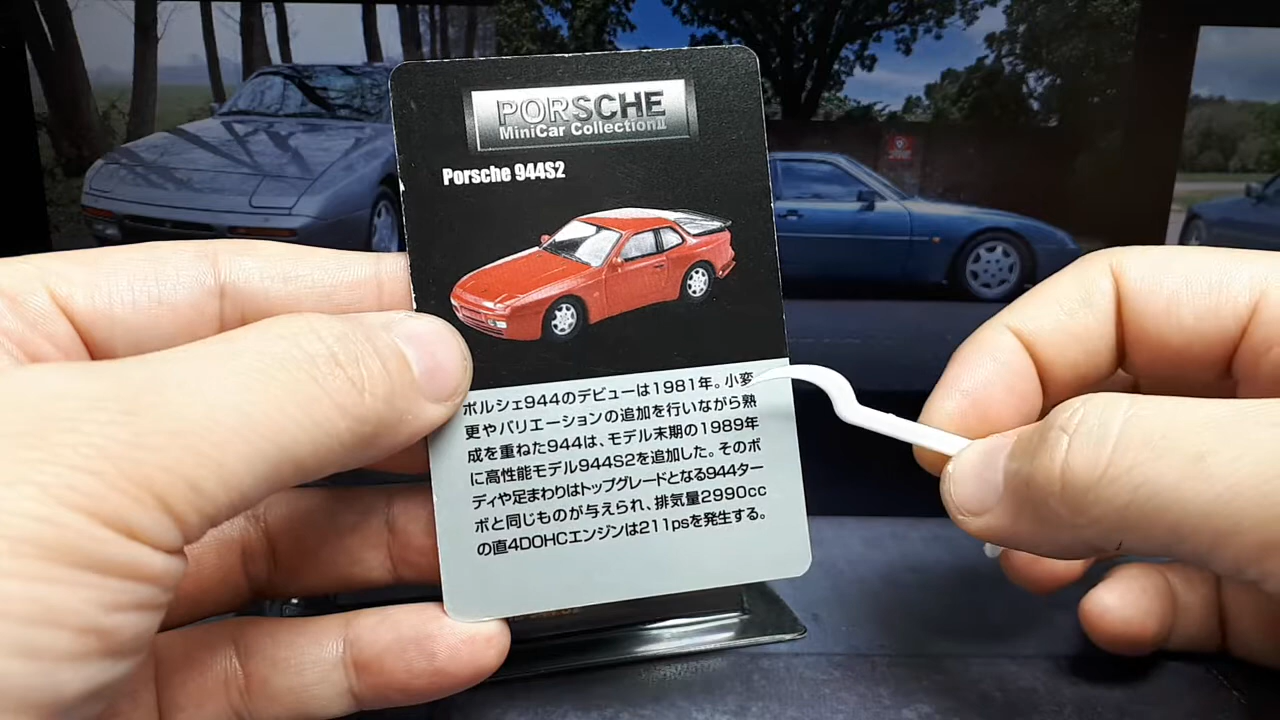 PORSCHE
MiniCar CollectionⅡ
Porsche 944S2
ポルシェ944のデビューは1981年。小変
更やバリエーションの追加を行いながら熟
成を重ねた944は、モデル末期の1989年
に高性能モデル944S2を追加した。そのボ
ディや足まわりはトップグレードとなる944ター
ボと同じものが与えられ、排気量2990cc
の直4DOHCエンジンは211psを発生する。